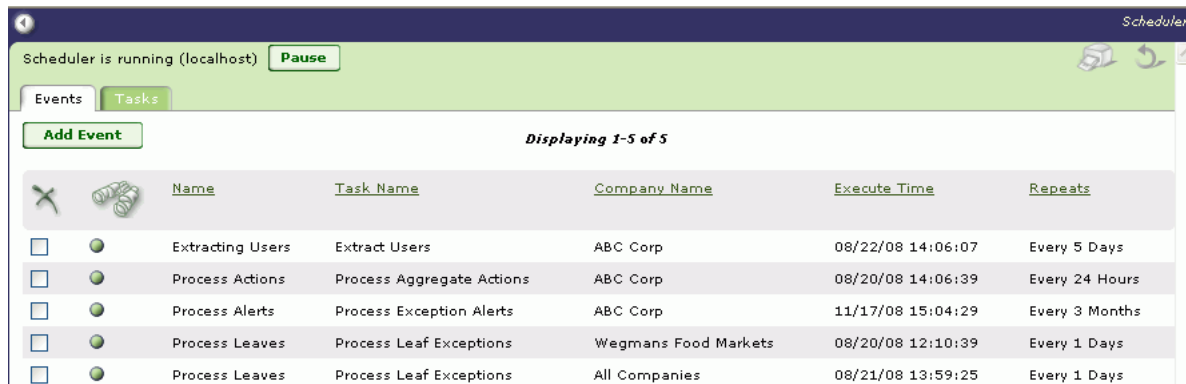 Scheduler
Scheduler is running (localhost) Pause
Events Tasks
Add Event Displaying 1-5 of 5
Name Task Name Company Name Execute Time Repeats
Extracting Users Extract Users ABC Corp 08/22/08 14:06:07 Every 5 Days
Process Actions Process Aggregate Actions ABC Corp 08/20/08 14:06:39 Every 24 Hours
Process Alerts Process Exception Alerts ABC Corp 11/17/08 15:04:29 Every 3 Months
Process Leaves Process Leaf Exceptions Wegmans Food Markets 08/20/08 12:10:39 Every 1 Days
Process Leaves Process Leaf Exceptions All Companies 08/21/08 13:59:25 Every 1 Days